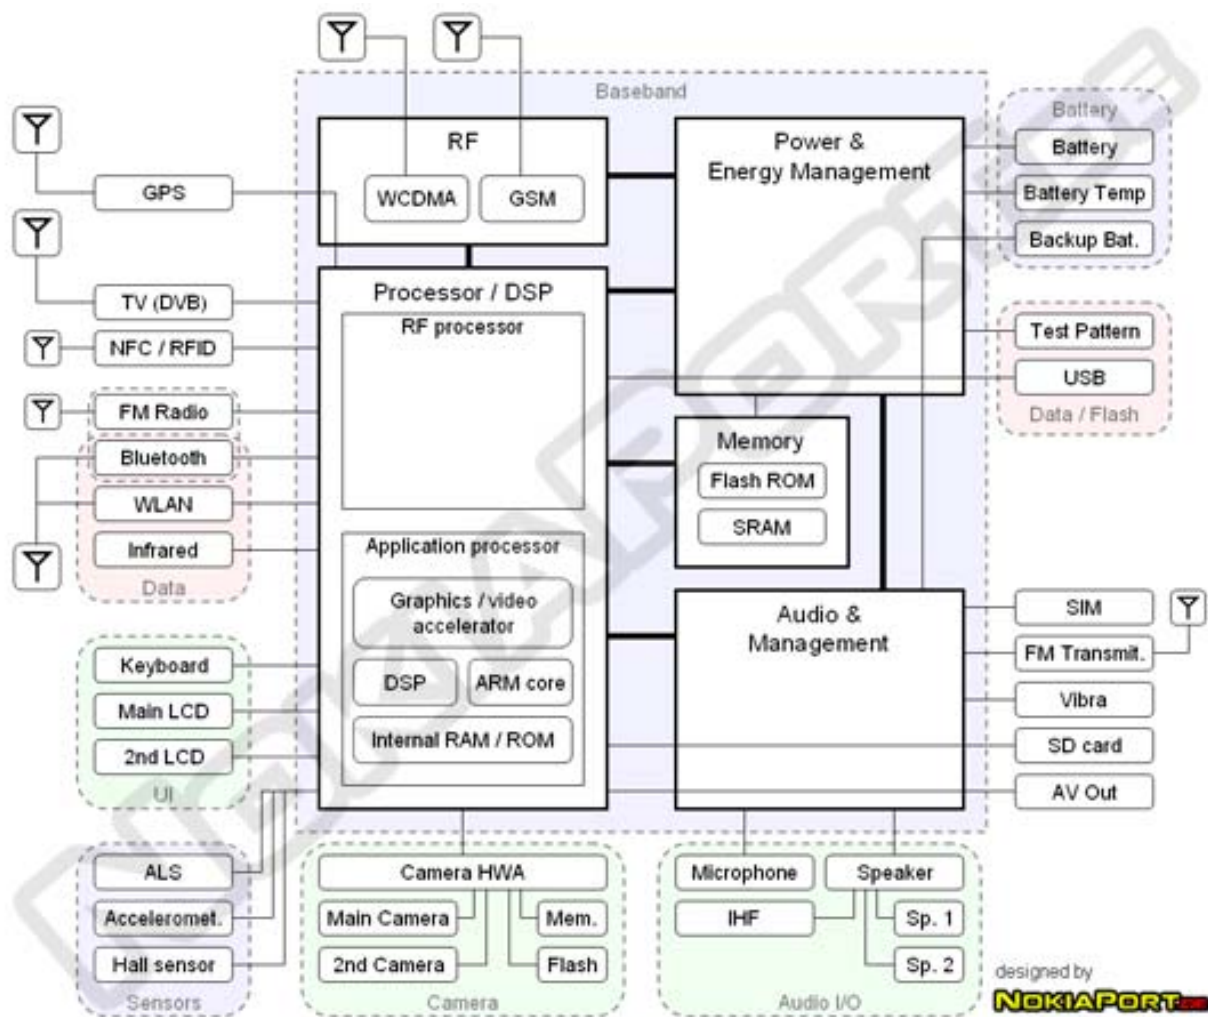 Baseband
RF
WCDMA
GSM
Power &
Energy Management
Battery
Battery
Battery Temp
Backup Bat.
GPS
TV (DVB)
NFC / RFID
FM Radio
Bluetooth
WLAN
Infrared
Data
Processor / DSP
RF processor
Application processor
Graphics / video
accelerator
DSP
ARM core
Internal RAM / ROM
Test Pattern
USB
Data / Flash
Memory
Flash ROM
SRAM
Audio &
Management
SIM
FM Transmit.
Vibra
SD card
AV Out
Keyboard
Main LCD
2nd LCD
UI
ALS
Acceleromet.
Hall sensor
Sensors
Camera HWA
Main Camera
Mem.
2nd Camera
Flash
Camera
Microphone
Speaker
IHF
Sp. 1
Sp. 2
Audio I/O
designed by
NOKIAPORT.DE